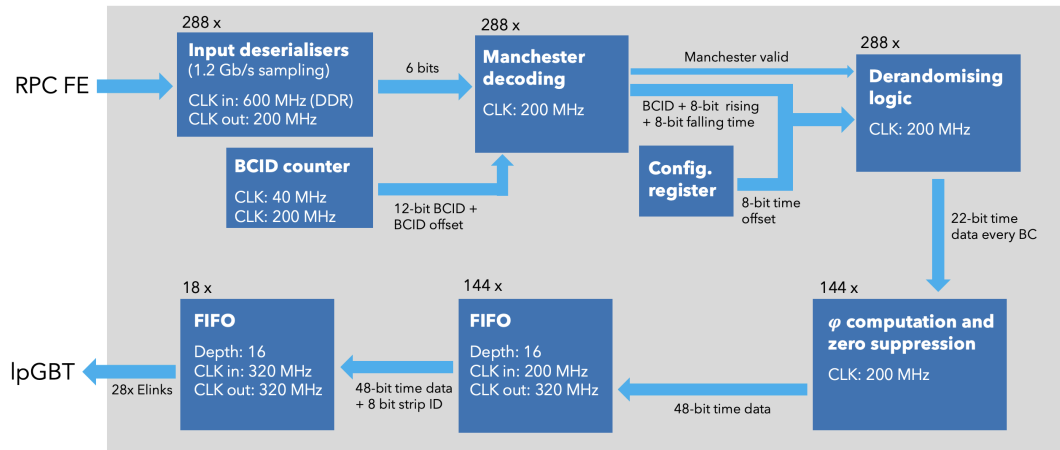 RPC FE
288 x
Input deserialisers
(1.2 Gb/s sampling)
CLK in: 600 MHz (DDR)
CLK out: 200 MHz
6 bits
288 x
Manchester
decoding
CLK: 200 MHz
Manchester valid
BCID + 8-bit rising
+ 8-bit falling time
288 x
Derandomising
logic
CLK: 200 MHz
BCID counter
CLK: 40 MHz
CLK: 200 MHz
12-bit BCID +
BCID offset
Config.
register
8-bit time
offset
22-bit time
data every BC
144 x
φ computation and
zero suppression
CLK: 200 MHz
48-bit time data
144 x
FIFO
Depth: 16
CLK in: 200 MHz
CLK out: 320 MHz
48-bit time data
+ 8 bit strip ID
18 x
FIFO
Depth: 16
CLK in: 320 MHz
CLK out: 320 MHz
28x Elinks
lpGBT